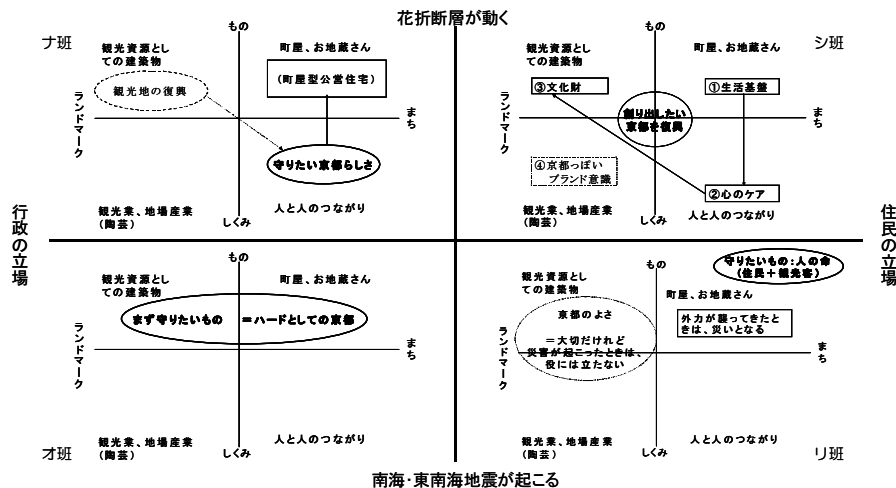 花折断層が動く
ナ班
もの
観光資源とし
ての建築物
町屋、お地蔵さん
(町屋型公営住宅)
観光地の復興
ランドマーク
まち
守りたい京都らしさ
観光業、地場産業
(陶芸)
しくみ
人と人のつながり
シ班
もの
観光資源とし
ての建築物
町屋、お地蔵さん
③文化財
①生活基盤
創り出したい
京都を復興
ランドマーク
まち
④京都っぽい
ブランド意識
②心のケア
観光業、地場産業
(陶芸)
しくみ
人と人のつながり
行政の立場
住民の立場
もの
観光資源とし
ての建築物
町屋、お地蔵さん
まず守りたいもの =ハードとしての京都
ランドマーク
まち
観光業、地場産業
(陶芸)
しくみ
人と人のつながり
オ班
もの
守りたいもの:人の命
(住民+観光客)
観光資源とし
ての建築物
町屋、お地蔵さん
京都のよさ
=大切だけれど
災害が起こったときは、
役には立たない
外力が襲ってきたと
きは、災いとなる
ランドマーク
まち
観光業、地場産業
(陶芸)
しくみ
人と人のつながり
リ班
南海・東南海地震が起こる